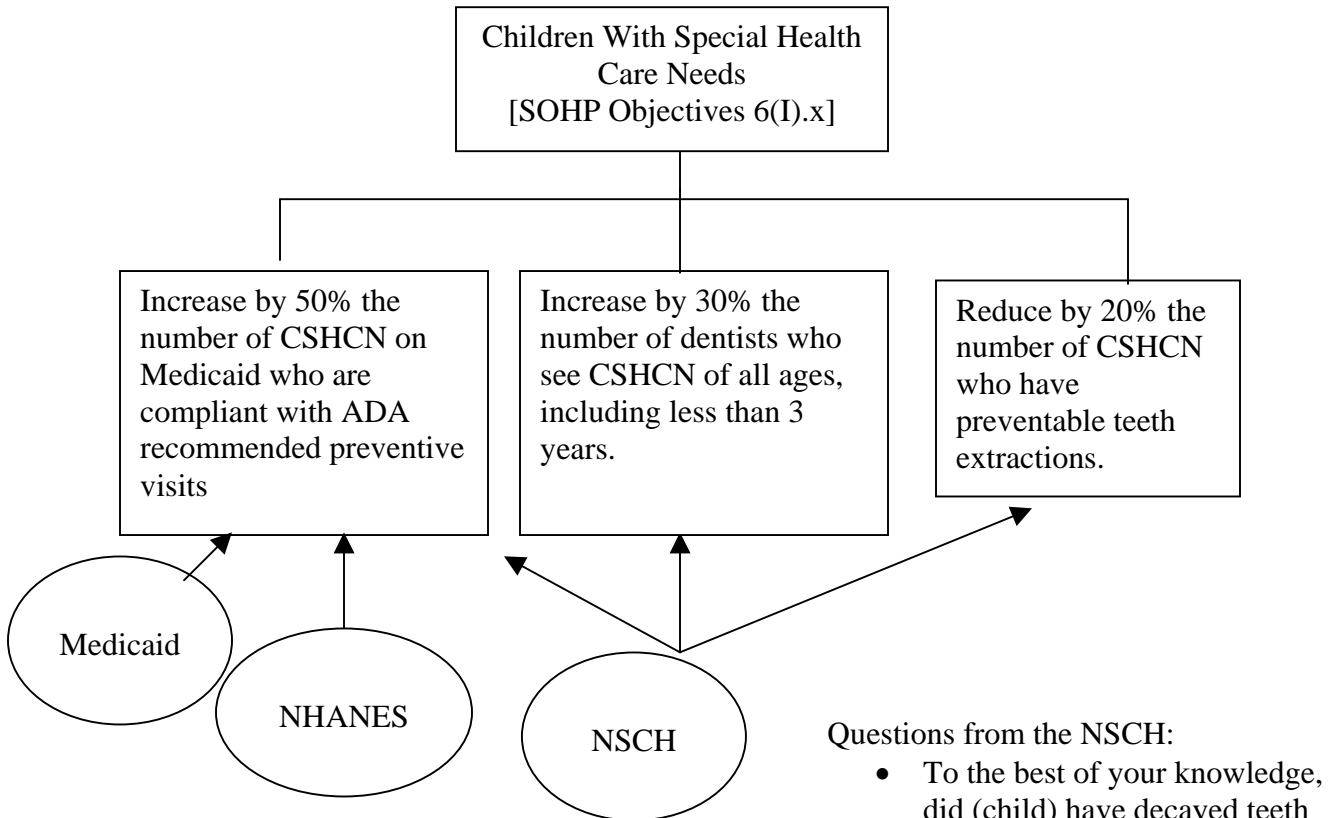 Children With Special Health
Care Needs
[SOHP Objectives 6(I).x]
Increase by 50% the
number of CSHCN on
Medicaid who are
compliant with ADA
recommended preventive
visits
Increase by 30% the
number of dentists who
see CSHCN of all ages,
including less than 3
years.
Reduce by 20% the
number of CSHCN
who have
preventable teeth
extractions.
Medicaid
NHANES
NSCH
Questions from the NSCH:
• To the best of your knowledge,
did (child) have decayed teeth